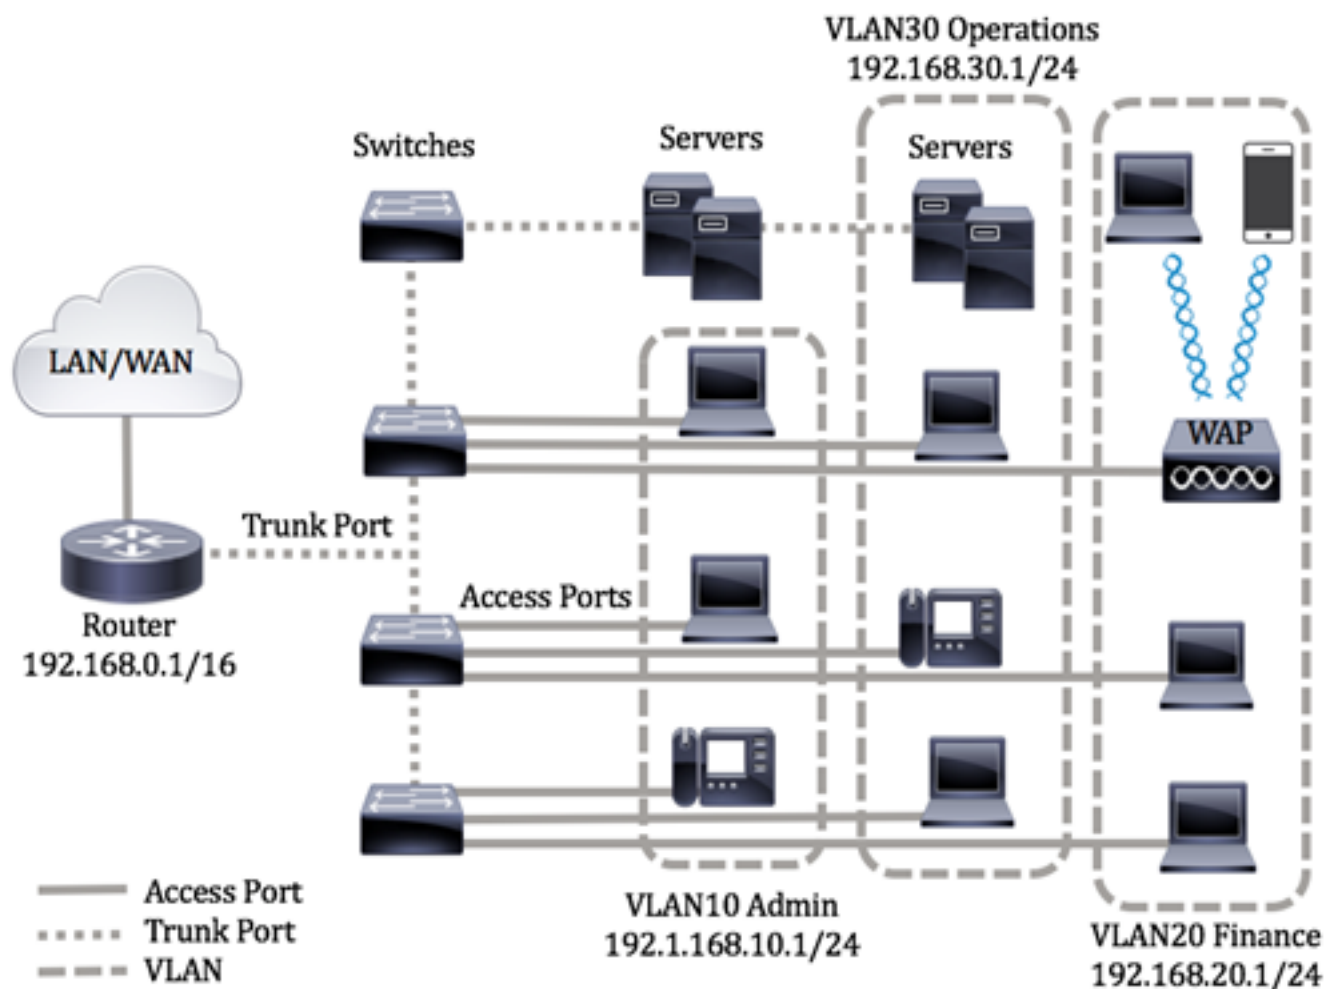 VLAN30 Operations
192.168.30.1/24
Switches
Servers
Servers
LAN/WAN
WAP
Trunk Port
Access Ports
Router
192.168.0.1/16
Access Port
Trunk Port
VLAN
VLAN10 Admin
192.1.168.10.1/24
VLAN20 Finance
192.168.20.1/24